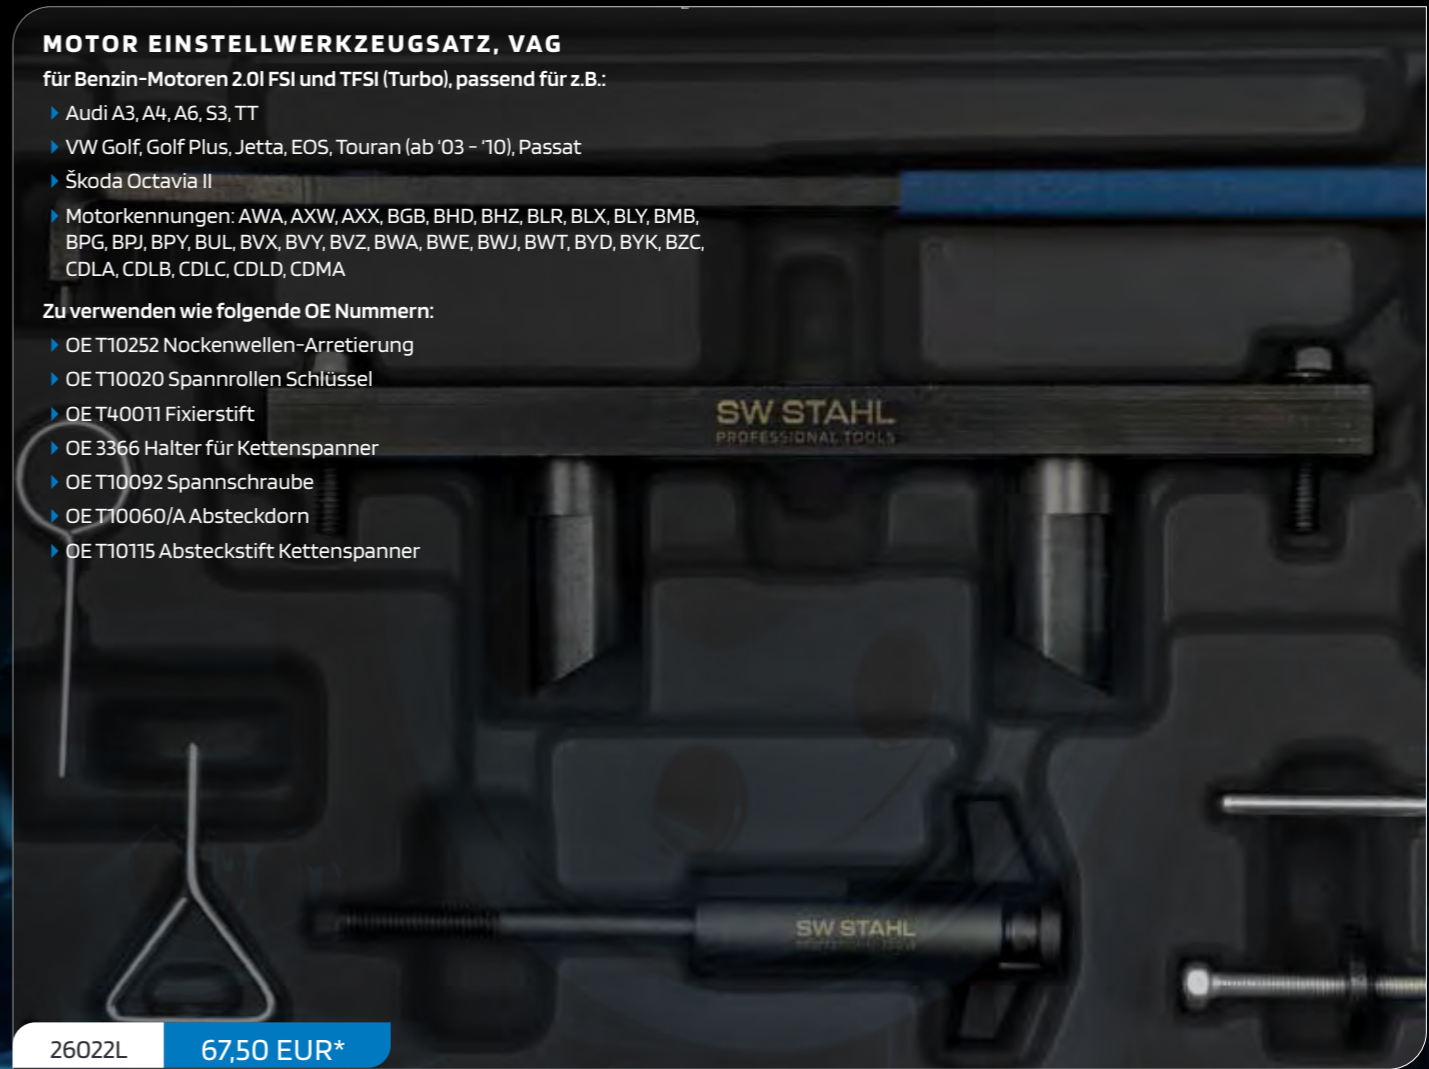 MOTOR EINSTELLWERKZEUGSATZ, VAG
für Benzin-Motoren 2.0l FSI und TFSI (Turbo), passend für z.B.:
Audi A3, A4, A6, S3, TT
VW Golf, Golf Plus, Jetta, EOS, Touran (ab ‘03 - ‘10), Passat
Škoda Octavia II
Motorkennungen: AWA, AXW, AXX, BGB, BHD, BHZ, BLR, BLX, BLY, BMB,
BPG, BPJ, BPY, BUL, BVX, BVY, BVZ, BWA, BWE, BWJ, BWT, BYD, BYK, BZC,
CDLA, CDLB, CDLC, CDLD, CDMA
Zu verwenden wie folgende OE Nummern:
OE T10252 Nockenwellen-Arretierung
OE T10020 Spannrollen Schlüssel
OE T40011 Fixierstift
OE 3366 Halter für Kettenspanner
OE T10092 Spannschraube
OE T10060/A Absteckdorn
OE T10115 Absteckstift Kettenspanner
SW STAHL
PROFESSIONAL TOOLS
SW STAHL
PROFESSIONAL TOOLS
26022L
67,50 EUR*